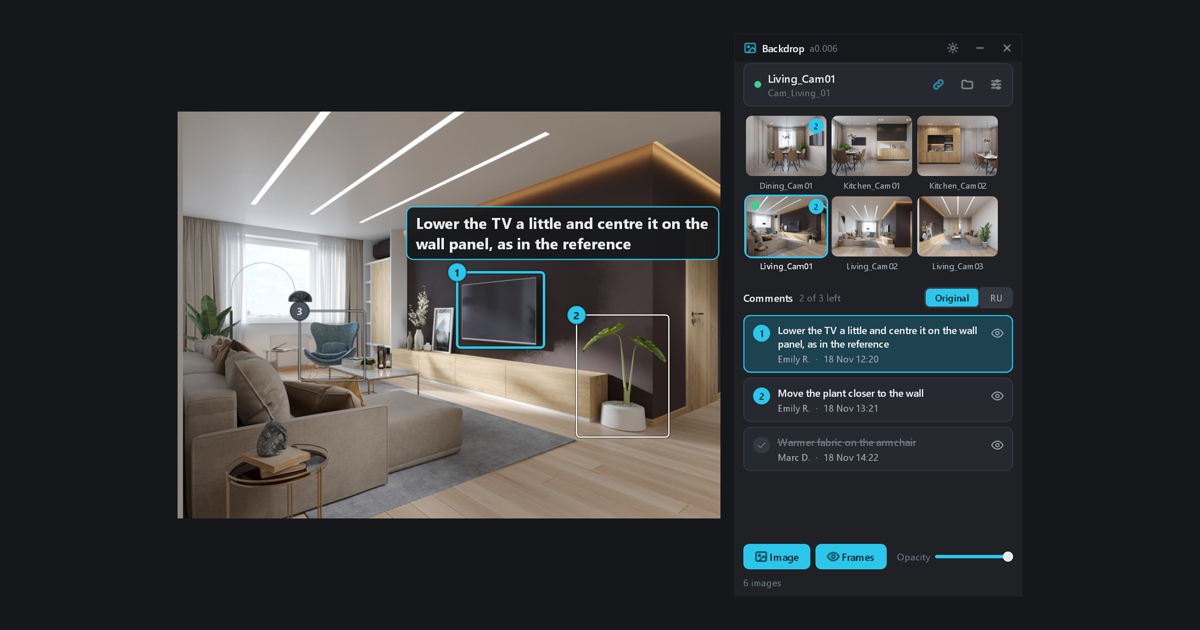 Backdrop a0.006
Living_Cam01
Cam_Living_01
2
Dining_Cam01
Kitchen_Cam01
Kitchen_Cam02
2
Living_Cam01
Living_Cam02
Living_Cam03
Lower the TV a little and centre it on the
wall panel, as in the reference
1
2
3
Comments 2 of 3 left
Original
RU
1
Lower the TV a little and centre it on the wall
panel, as in the reference
Emily R. · 18 Nov 12:20
2
Move the plant closer to the wall
Emily R. · 18 Nov 13:21
Warmer fabric on the armchair
Marc D. · 18 Nov 14:22
Image
Frames
Opacity
6 images